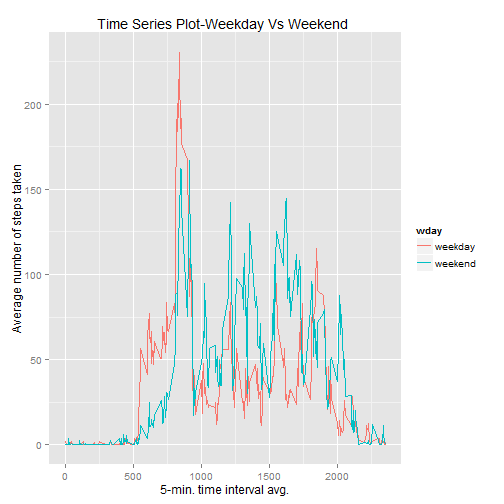 Time Series Plot-Weekday Vs Weekend
Average number of steps taken
200
150
100
50
0
0
500
1000
1500
2000
5-min. time interval avg.
wday
weekday
weekend